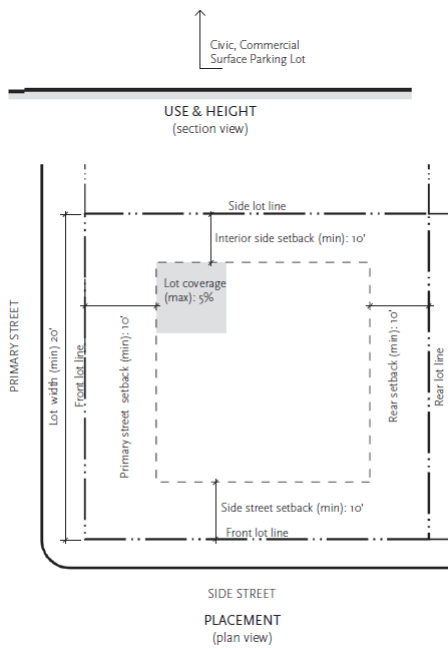 Civic, Commercial
Surface Parking Lot
USE & HEIGHT
(section view)
Side lot line
Interior side setback (min): 10'
Lot coverage
(max): 5%
PRIMARY STREET
Lot width (min) 20'
Front lot line
Primary street setback (min): 10'
Rear setback (min): 10'
Rear lot line
Side street setback (min): 10'
Front lot line
SIDE STREET
PLACEMENT
(plan view)